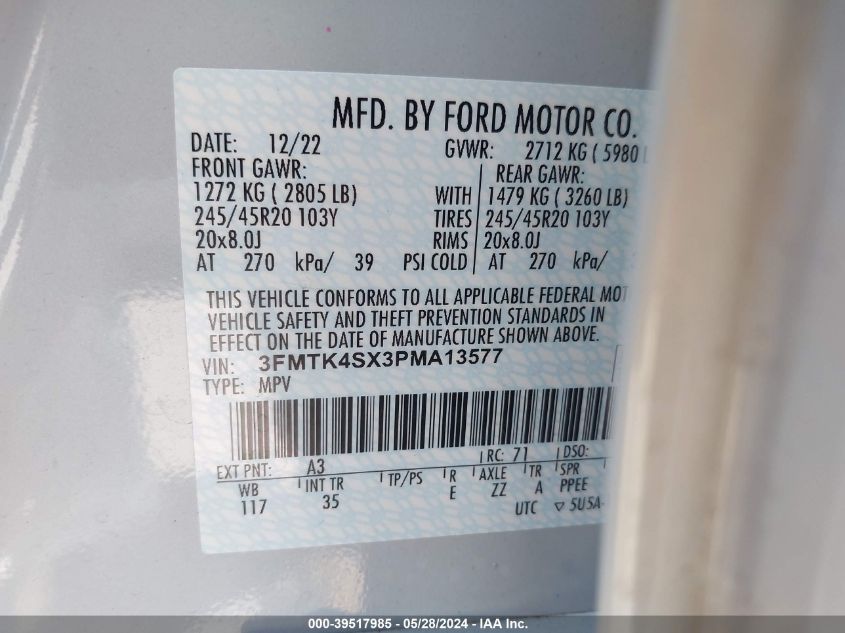 MFD. BY FORD MOTOR CO.
DATE: 12/22 GVWR: 2712 KG ( 5980
FRONT GAWR: REAR GAWR:
1272 KG ( 2805 LB) WITH 1479 KG ( 3260 LB)
245/45R20 103Y TIRES 245/45R20 103Y
20x8.0J RIMS 20x8.0J
AT 270 kPa/ 39 PSI COLD AT 270 kPa/
THIS VEHICLE CONFORMS TO ALL APPLICABLE FEDERAL MOT
VEHICLE SAFETY AND THEFT PREVENTION STANDARDS IN
EFFECT ON THE DATE OF MANUFACTURE SHOWN ABOVE.
VIN: 3FMTK4SX3PMA13577
TYPE: MPV
EXT PNT: A3 RC: 71 DSO:
WB INT TR TP/PS R AXLE TR SPR
117 35 E ZZ A PPEE
UTC ▽ 5U5A-
000-39517985 / 05/28/2024 - IAA Inc.